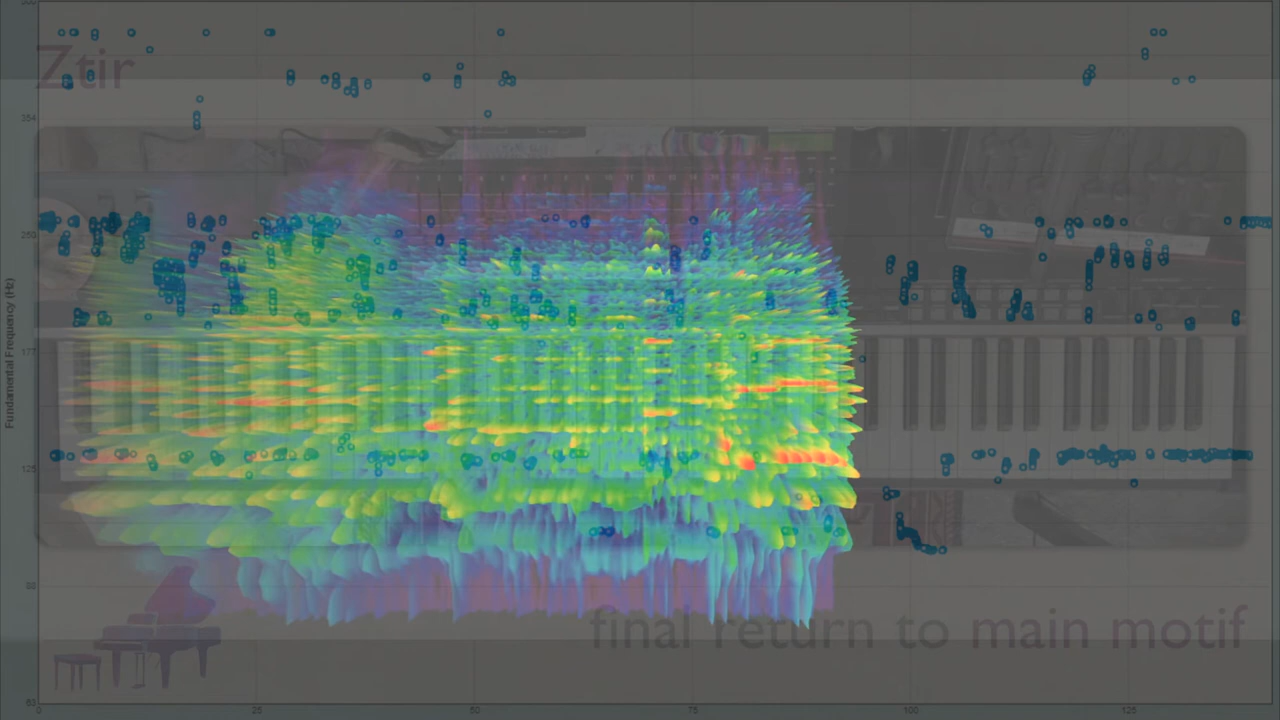 Ztir
354
250
177
125
88
Fundamental Frequency (Hz)
final return to main motif
0 25 50 75 100 125